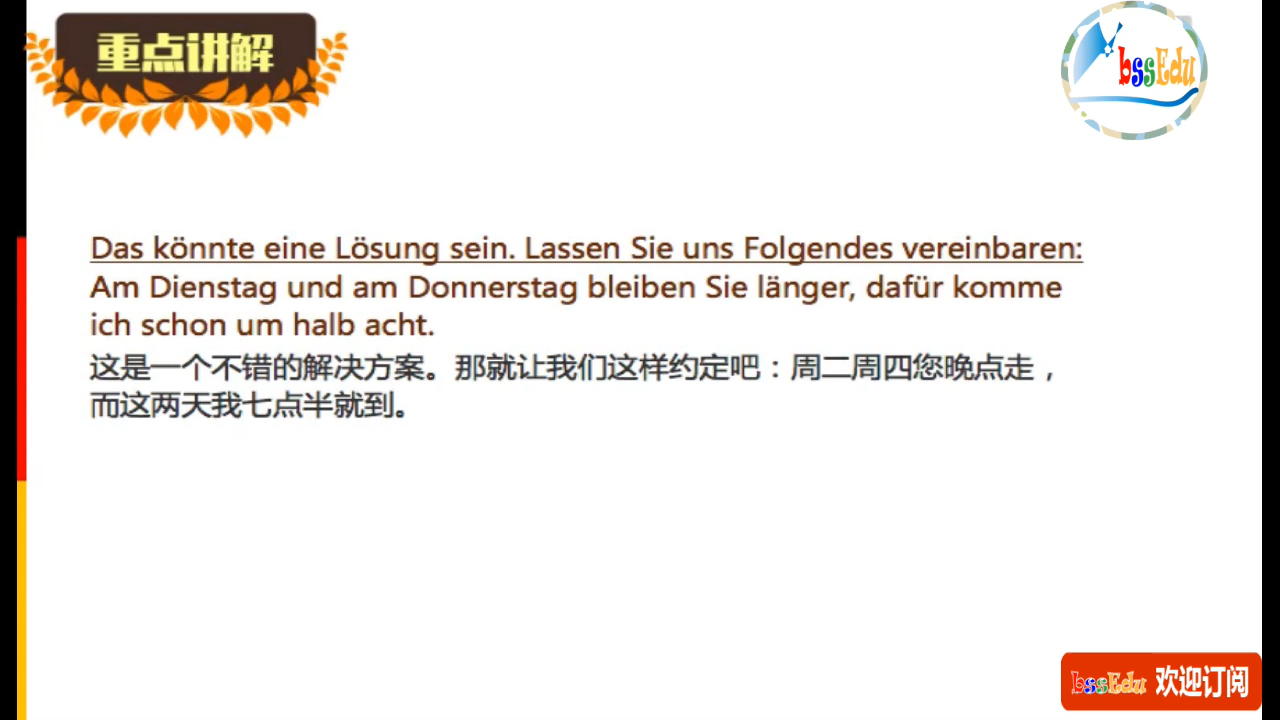 重点讲解
bssEdu
Das könnte eine Lösung sein. Lassen Sie uns Folgendes vereinbaren:
Am Dienstag und am Donnerstag bleiben Sie länger, dafür komme
ich schon um halb acht.
这是一个不错的解决方案。那就让我们这样约定吧：周二周四您晚点走，
而这两天我七点半就到。
bssEdu 欢迎订阅